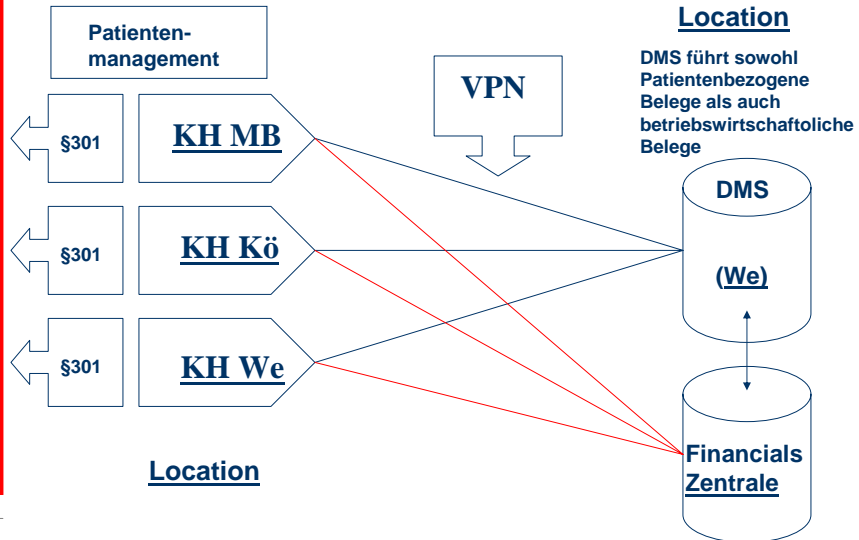 Patienten-
management
§301
KH MB
§301
KH Kö
§301
KH We
Location
VPN
Location
DMS führt sowohl
Patientenbezogene
Belege als auch
betriebswirtschaftoliche
Belege
DMS
(We)
Financials
Zentrale